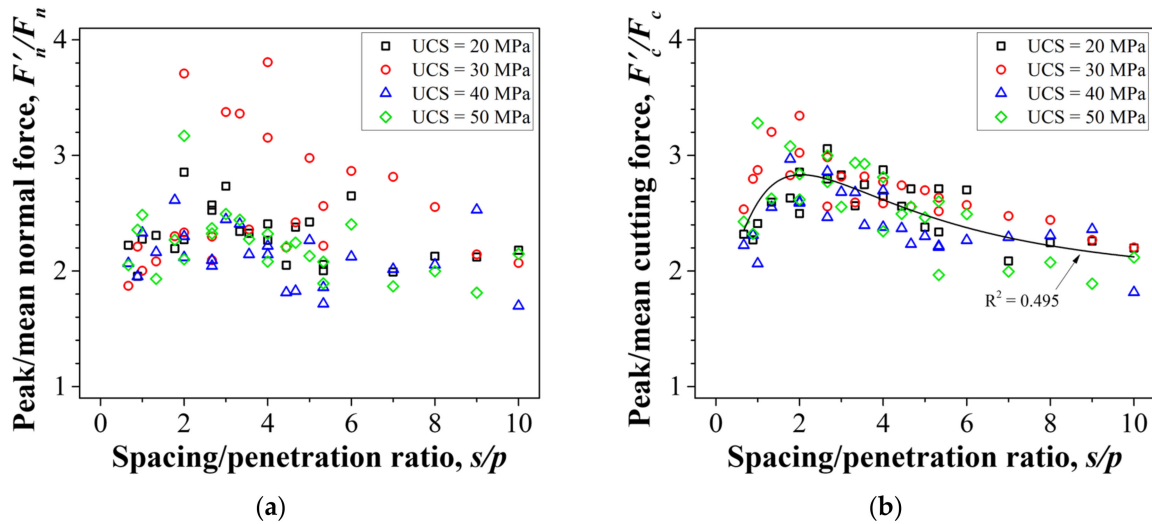 Peak/mean normal force, F′n/Fn
4
3
2
1
UCS = 20 MPa
UCS = 30 MPa
UCS = 40 MPa
UCS = 50 MPa
0 2 4 6 8 10
Spacing/penetration ratio, s/p
(a)
Peak/mean cutting force, F′c/Fc
4
3
2
1
UCS = 20 MPa
UCS = 30 MPa
UCS = 40 MPa
UCS = 50 MPa
R² = 0.495
0 2 4 6 8 10
Spacing/penetration ratio, s/p
(b)